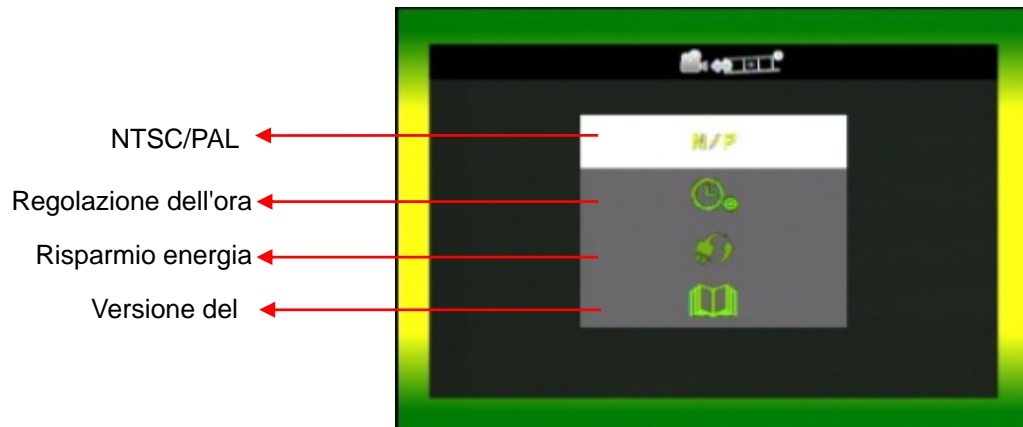 NTSC/PAL
N/P
Regolazione dell'ora
Risparmio energia
Versione del